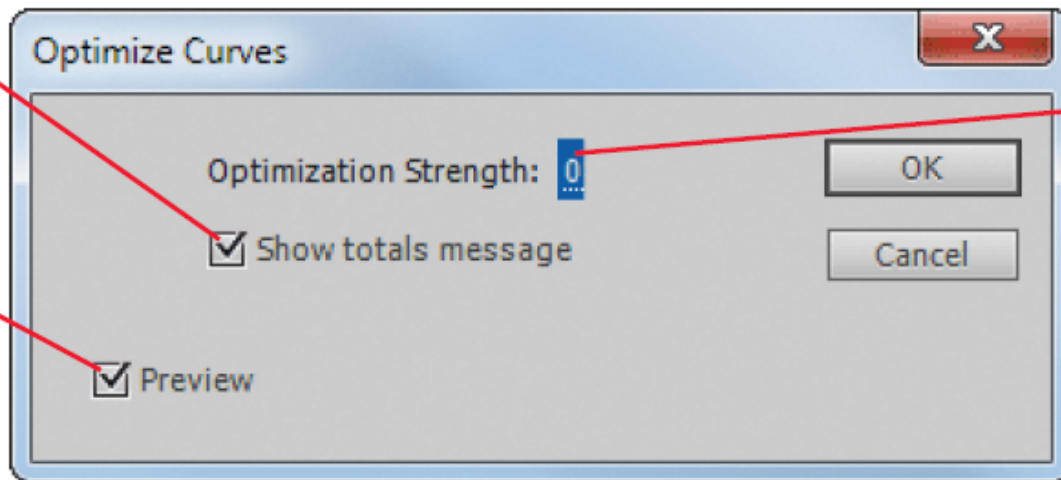 Optimize Curves
Optimization Strength: 0
OK
Show totals message
Cancel
Preview